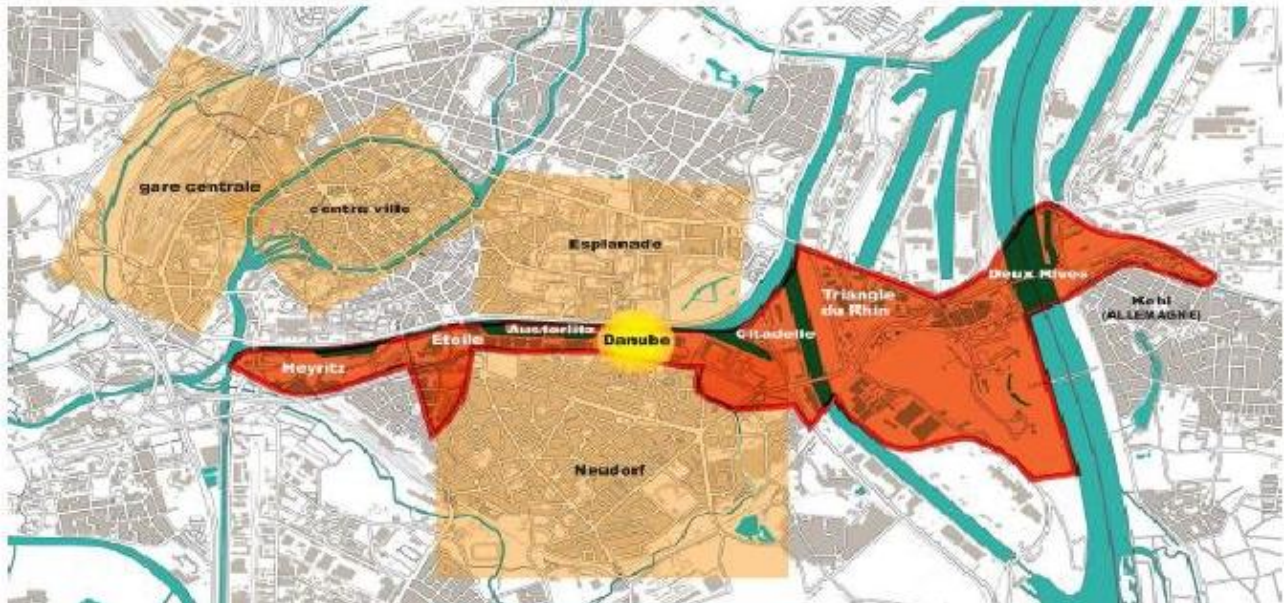 gare centrale
centre ville
Esplanade
Deux Rives
Triangle
du Rhin
Kehl
(ALLEMAGNE)
Etoile
Austerlitz
Danube
Citadelle
Heyritz
Neudorf